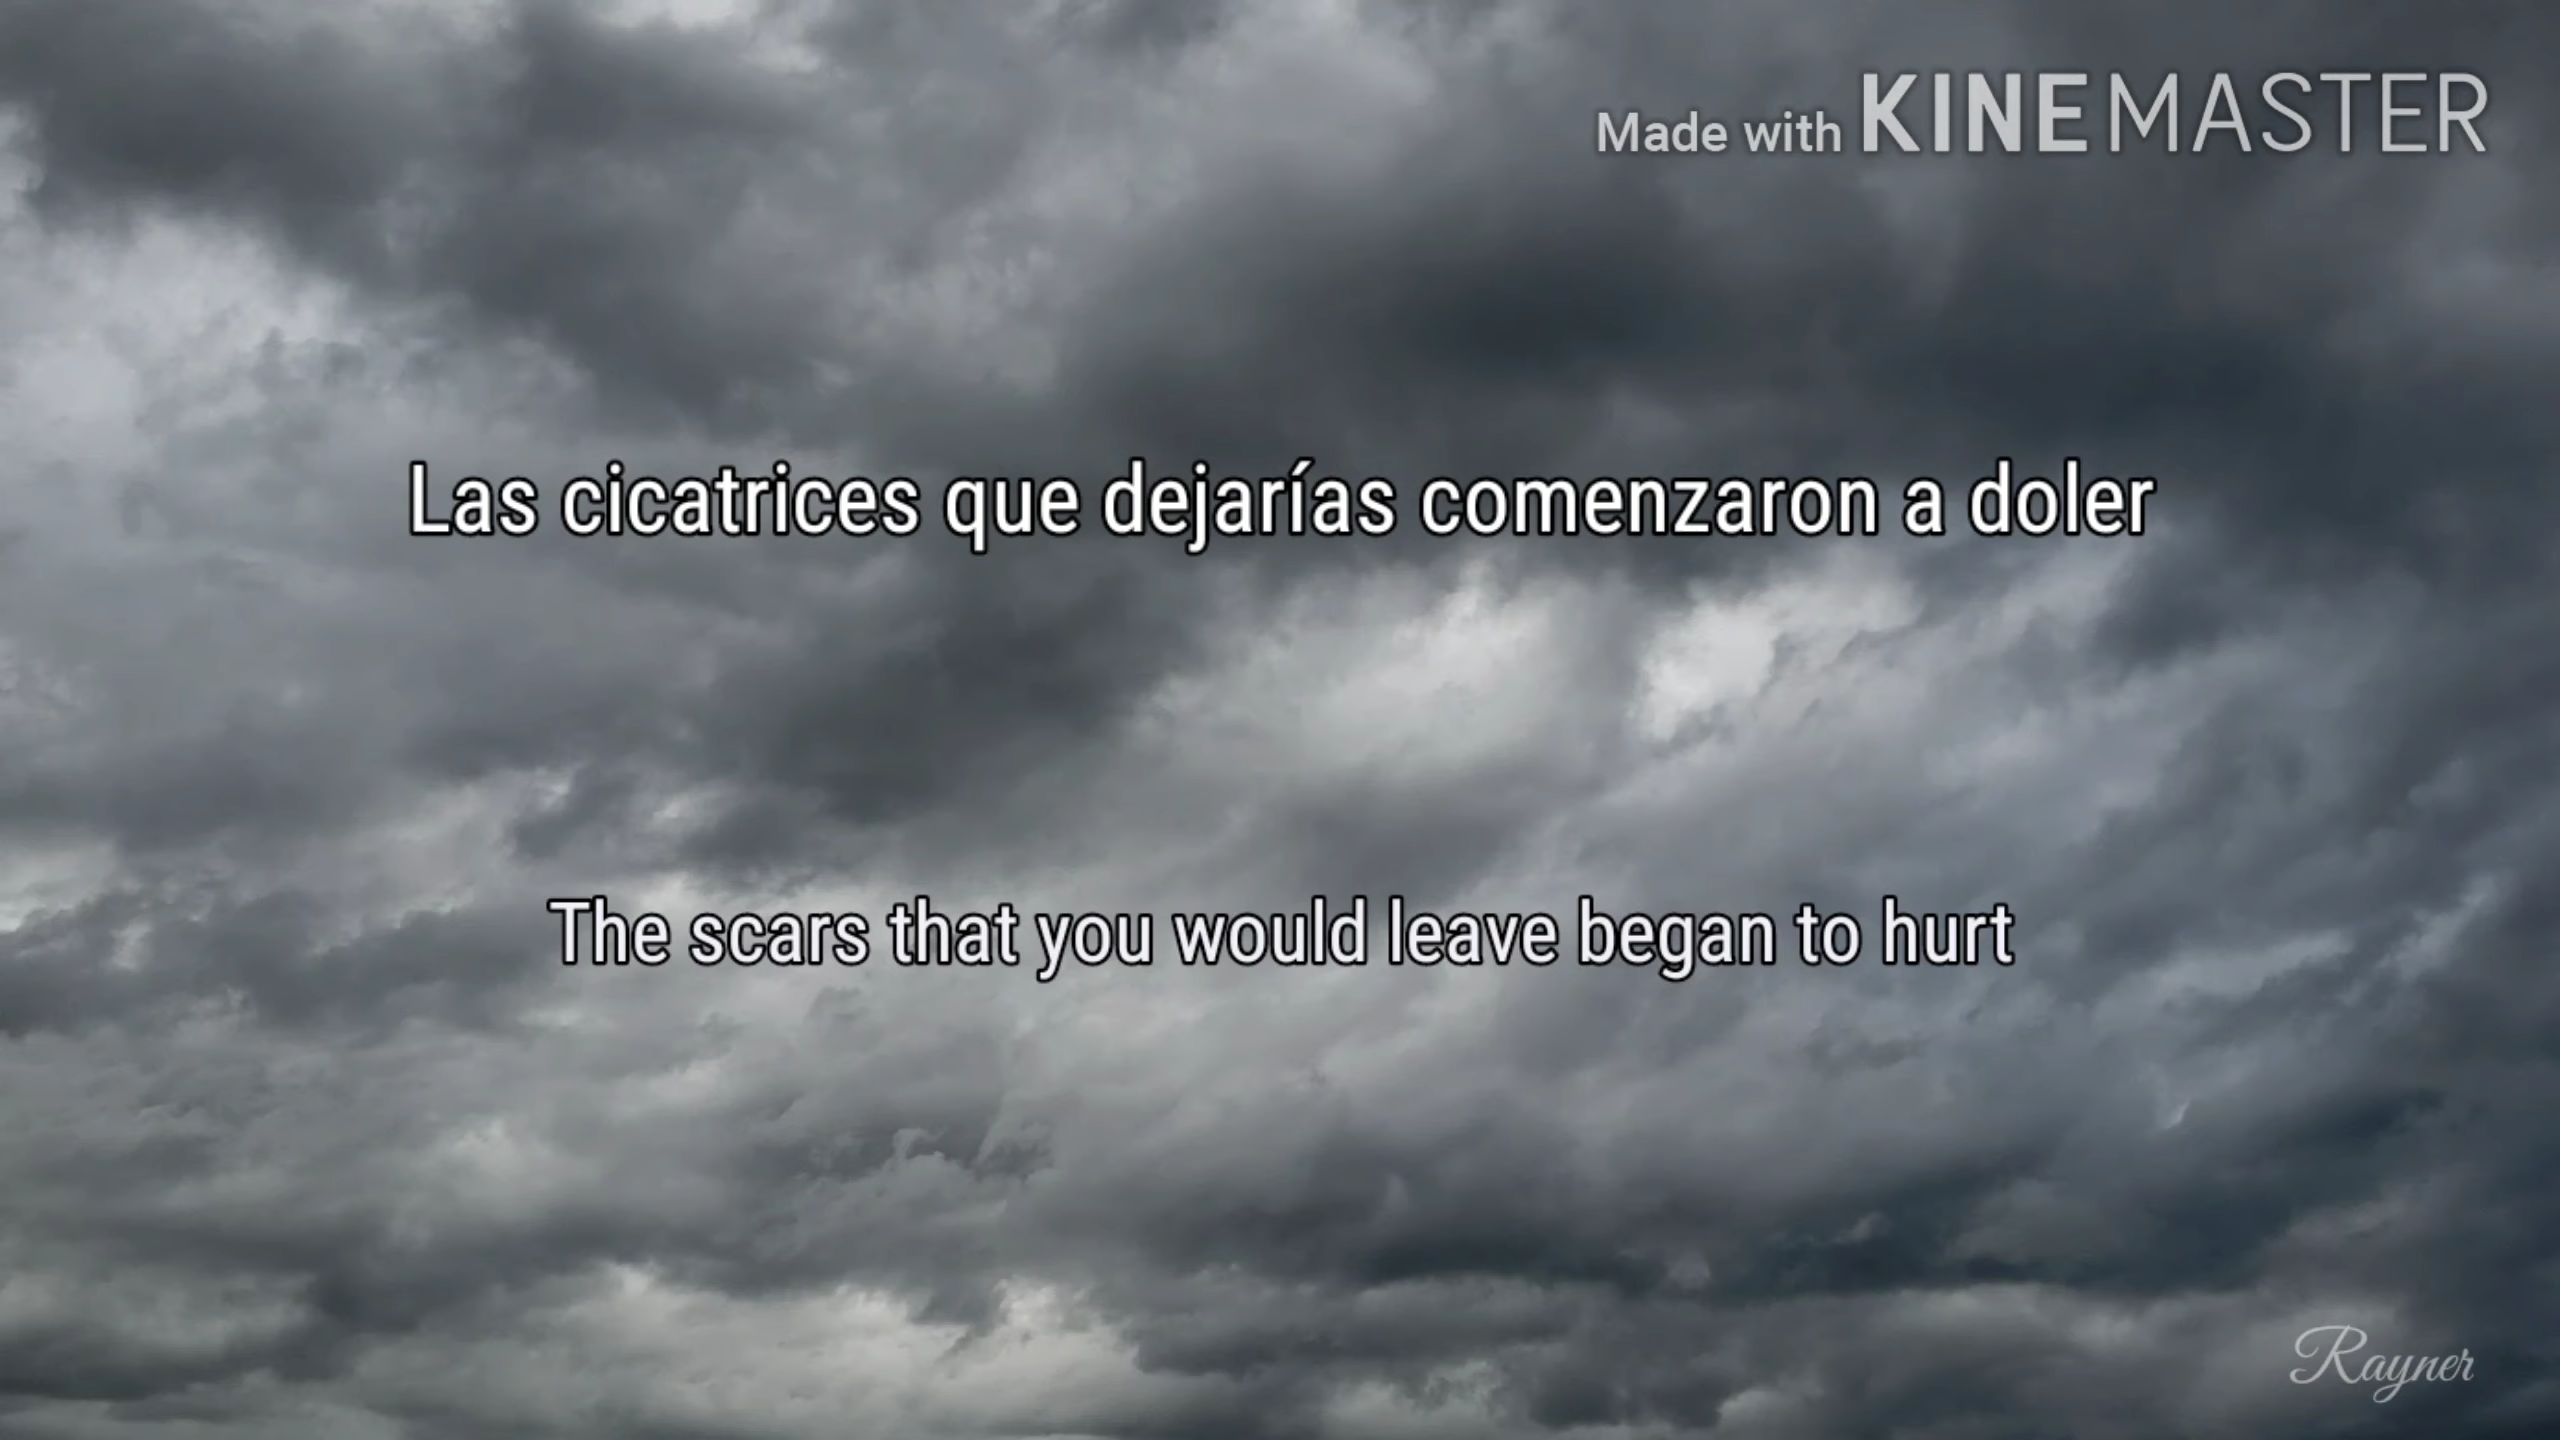 Made with KINEMASTER
Las cicatrices que dejarías comenzaron a doler
The scars that you would leave began to hurt
Rayner